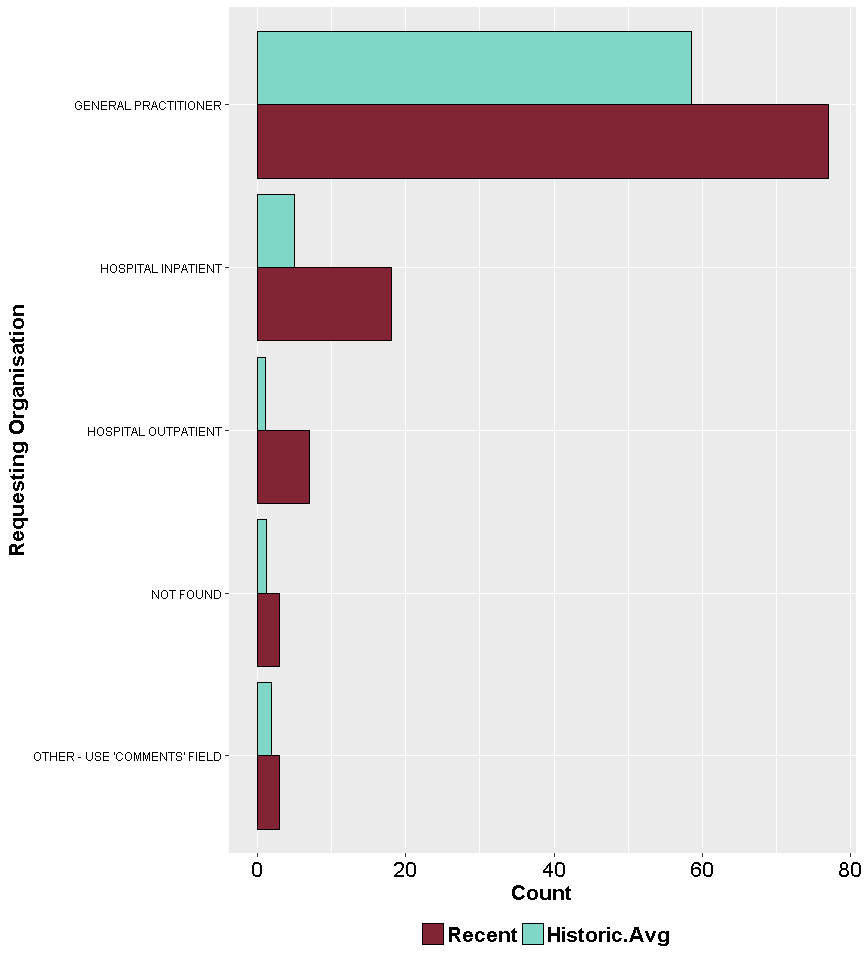 Requesting Organisation
GENERAL PRACTITIONER
HOSPITAL INPATIENT
HOSPITAL OUTPATIENT
NOT FOUND
OTHER - USE 'COMMENTS' FIELD
0 20 40 60 80
Count
Recent Historic.Avg